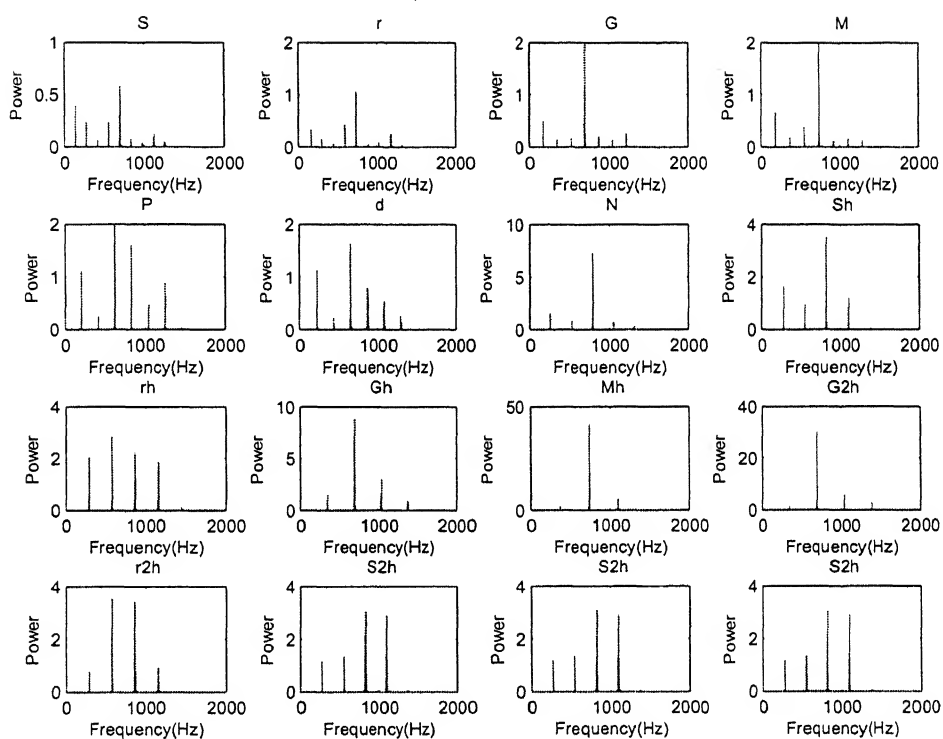 S r G M
1 2 2 2
Power Power Power Power
0.5 1 1 1
0 0 0 0
0 1000 2000 0 1000 2000 0 1000 2000 0 1000 2000
Frequency(Hz) Frequency(Hz) Frequency(Hz) Frequency(Hz)
P d N Sh
2 2 10 4
Power Power Power Power
1 1 5 2
0 0 0 0
0 1000 2000 0 1000 2000 0 1000 2000 0 1000 2000
Frequency(Hz) Frequency(Hz) Frequency(Hz) Frequency(Hz)
rh Gh Mh G2h
4 10 50 40
Power Power Power Power
2 5 20
0 0 0 0
0 1000 2000 0 1000 2000 0 1000 2000 0 1000 2000
Frequency(Hz) Frequency(Hz) Frequency(Hz) Frequency(Hz)
r2h S2h S2h S2h
4 4 4 4
Power Power Power Power
2 2 2 2
0 0 0 0
0 1000 2000 0 1000 2000 0 1000 2000 0 1000 2000
Frequency(Hz) Frequency(Hz) Frequency(Hz) Frequency(Hz)